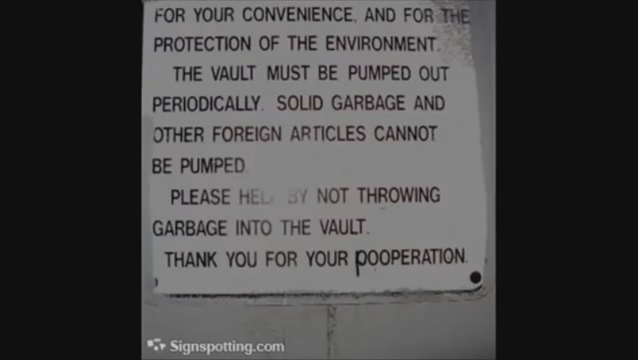 FOR YOUR CONVENIENCE, AND FOR THE
PROTECTION OF THE ENVIRONMENT.
THE VAULT MUST BE PUMPED OUT
PERIODICALLY. SOLID GARBAGE AND
OTHER FOREIGN ARTICLES CANNOT
BE PUMPED.
PLEASE HELP BY NOT THROWING
GARBAGE INTO THE VAULT.
THANK YOU FOR YOUR POOPERATION.
Signspotting.com